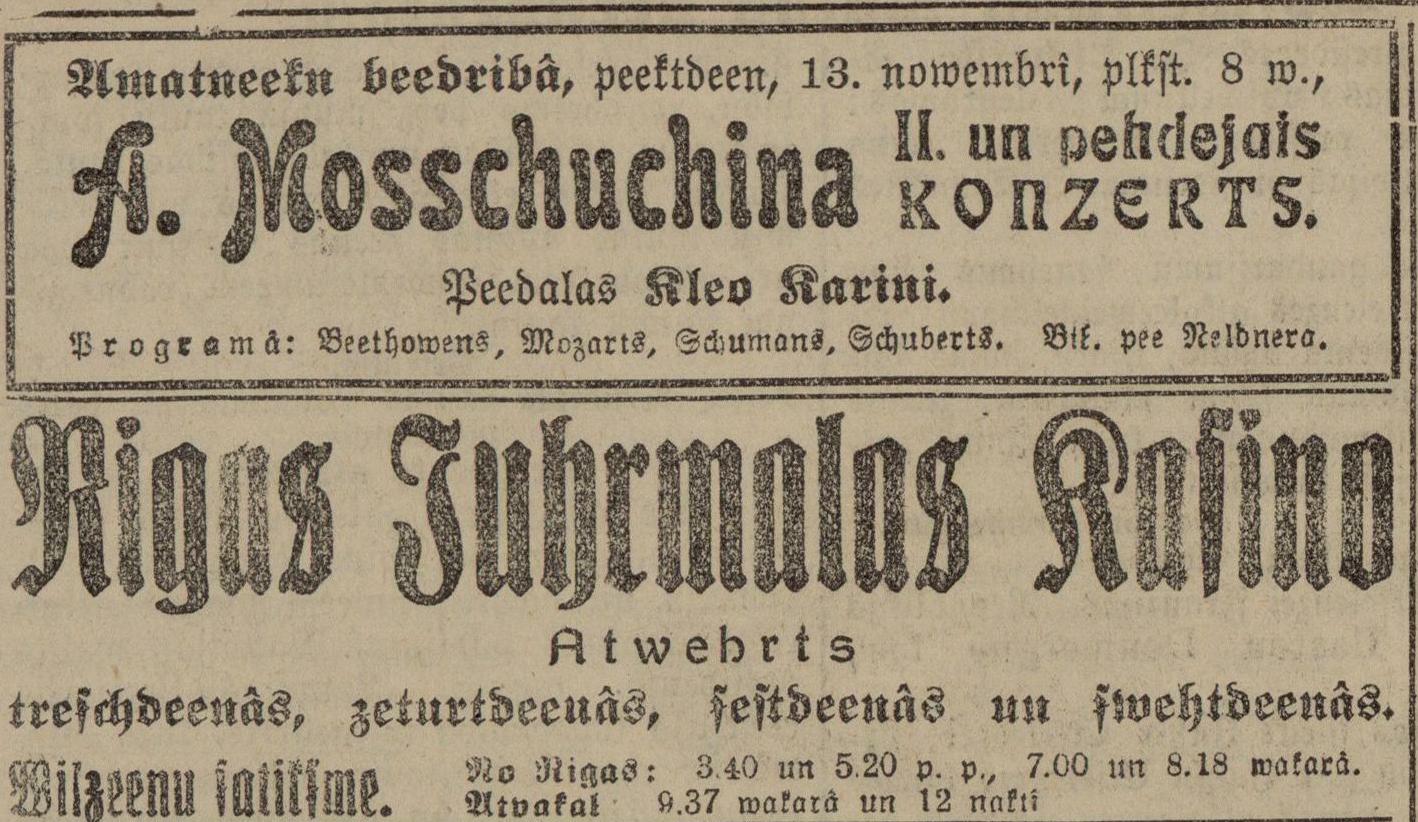 Amatneeku beedribâ, peektdeen, 13. nowembrî, plkſt. 8 w.,
A. Mosschuchina II. un pehdejais
KONZERTS.
Peedalas Kleo Karini.
Programâ: Beethowens, Mozarts, Schumans, Schuberts. Bik. pee Neldnera.
Rigas Juhrmalas Kaſino
Atwehrts
treſchdeenâs, zeturtdeenâs, ſeſtdeenâs un ſwehtdeenâs.
Wilzeenu ſatikſme. No Rigas: 3.40 un 5.20 p. p., 7.00 un 8.18 wakarâ.
Atpakal 9.37 wakarâ un 12 naktî